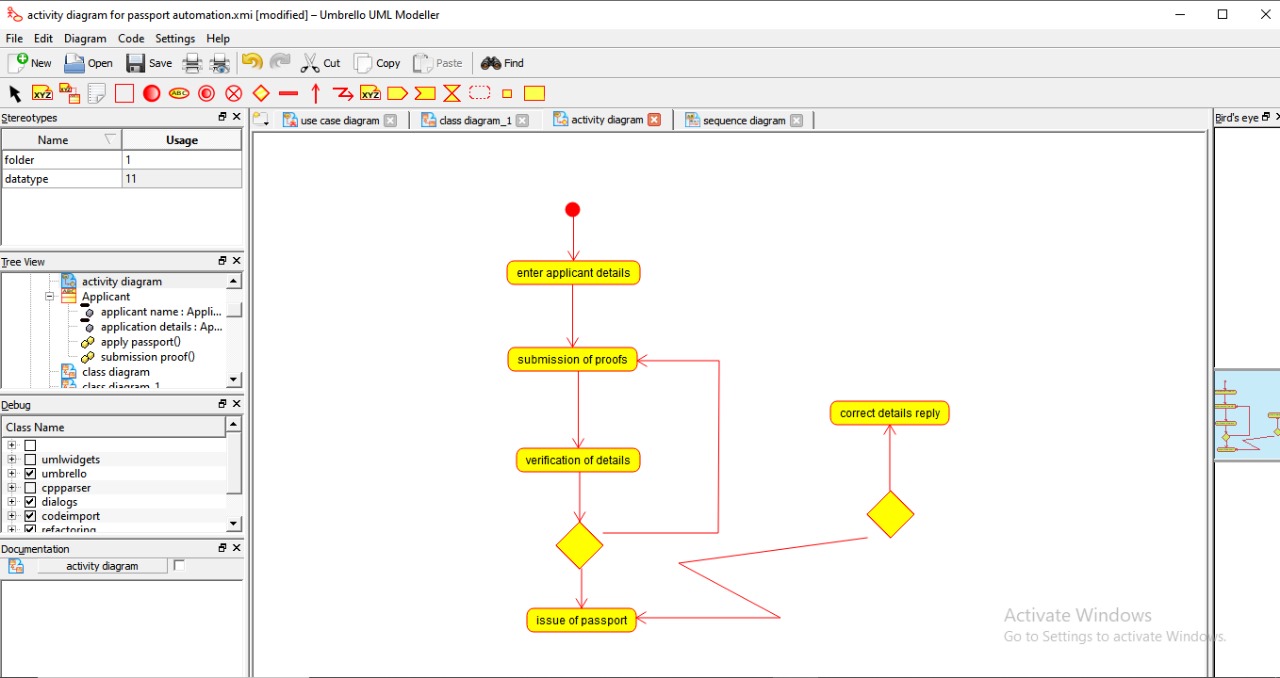 activity diagram for passport automation.xmi [modified] – Umbrello UML Modeller
File Edit Diagram Code Settings Help
New Open Save Cut Copy Paste Find
XYZ ABC XYZ
Stereotypes
Name Usage
folder 1
datatype 11
Tree View
activity diagram
Applicant
applicant name : Appli...
application details : Ap...
apply passport()
submission proof()
class diagram
class diagram_1
Debug
Class Name
umlwidgets
umbrello
cppparser
dialogs
codeimport
refactoring
Documentation
activity diagram
use case diagram class diagram_1 activity diagram sequence diagram
enter applicant details
submission of proofs
correct details reply
verification of details
issue of passport
Bird's eye
Activate Windows
Go to Settings to activate Windows.